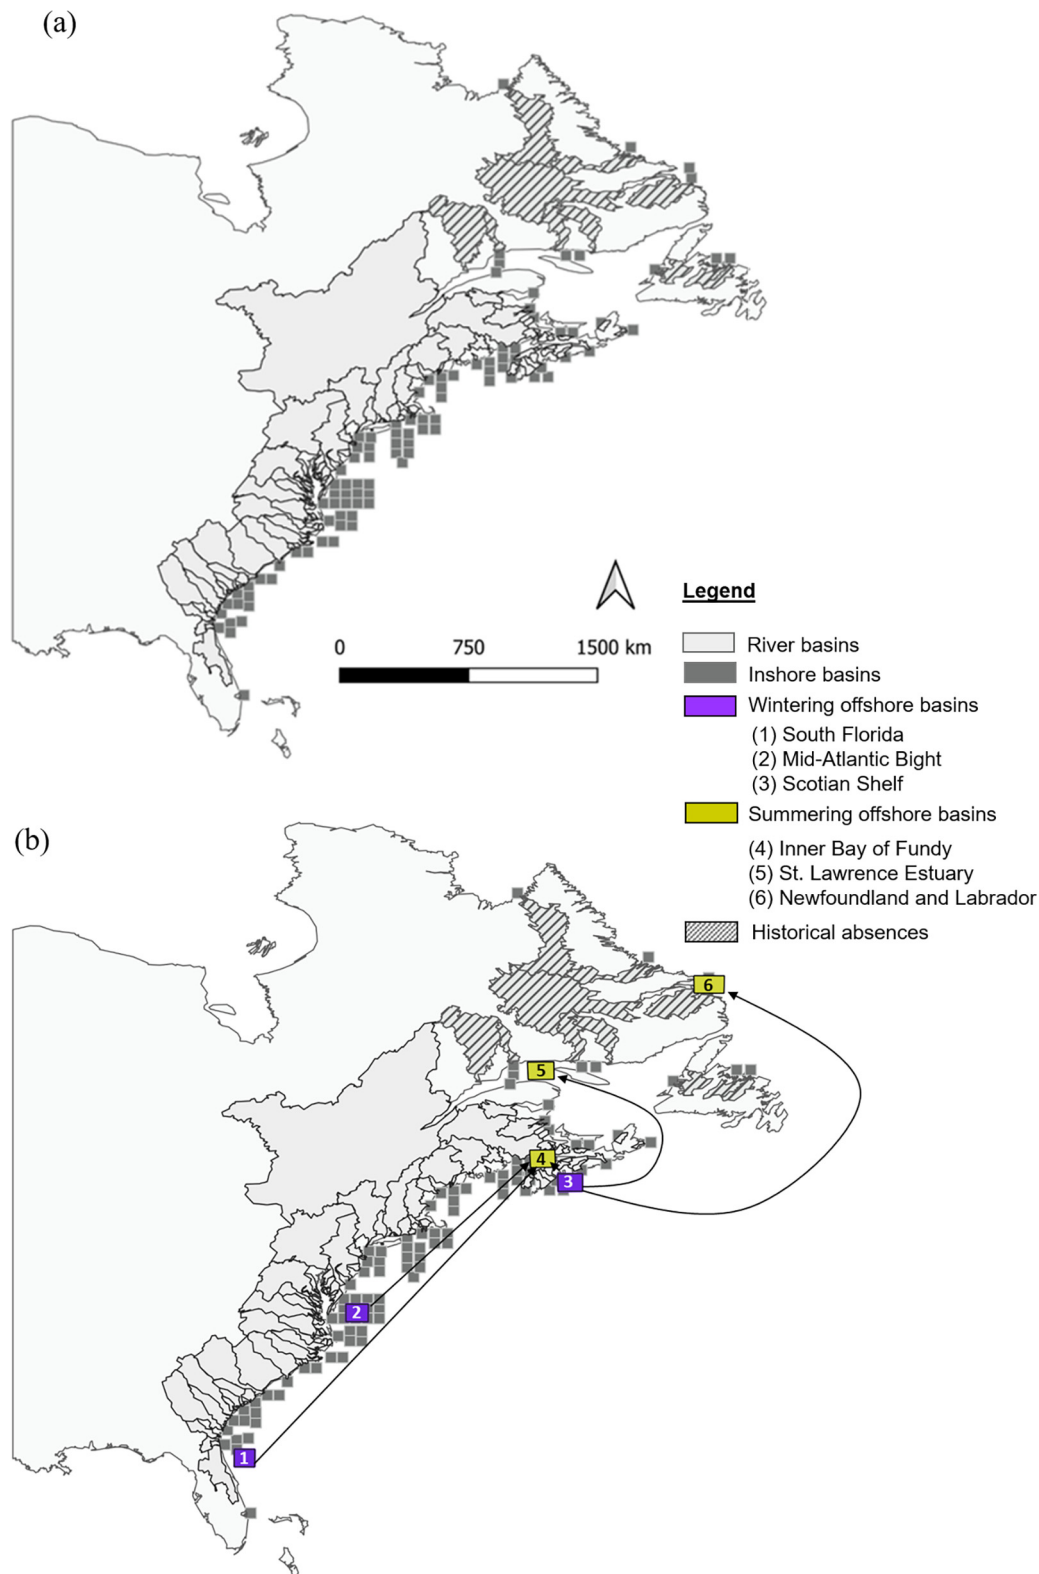 (a)
Legend
0 750 1500 km
River basins
Inshore basins
Wintering offshore basins
(1) South Florida
(2) Mid-Atlantic Bight
(3) Scotian Shelf
Summering offshore basins
(4) Inner Bay of Fundy
(5) St. Lawrence Estuary
(6) Newfoundland and Labrador
Historical absences
(b)
6
5
4
3
2
1